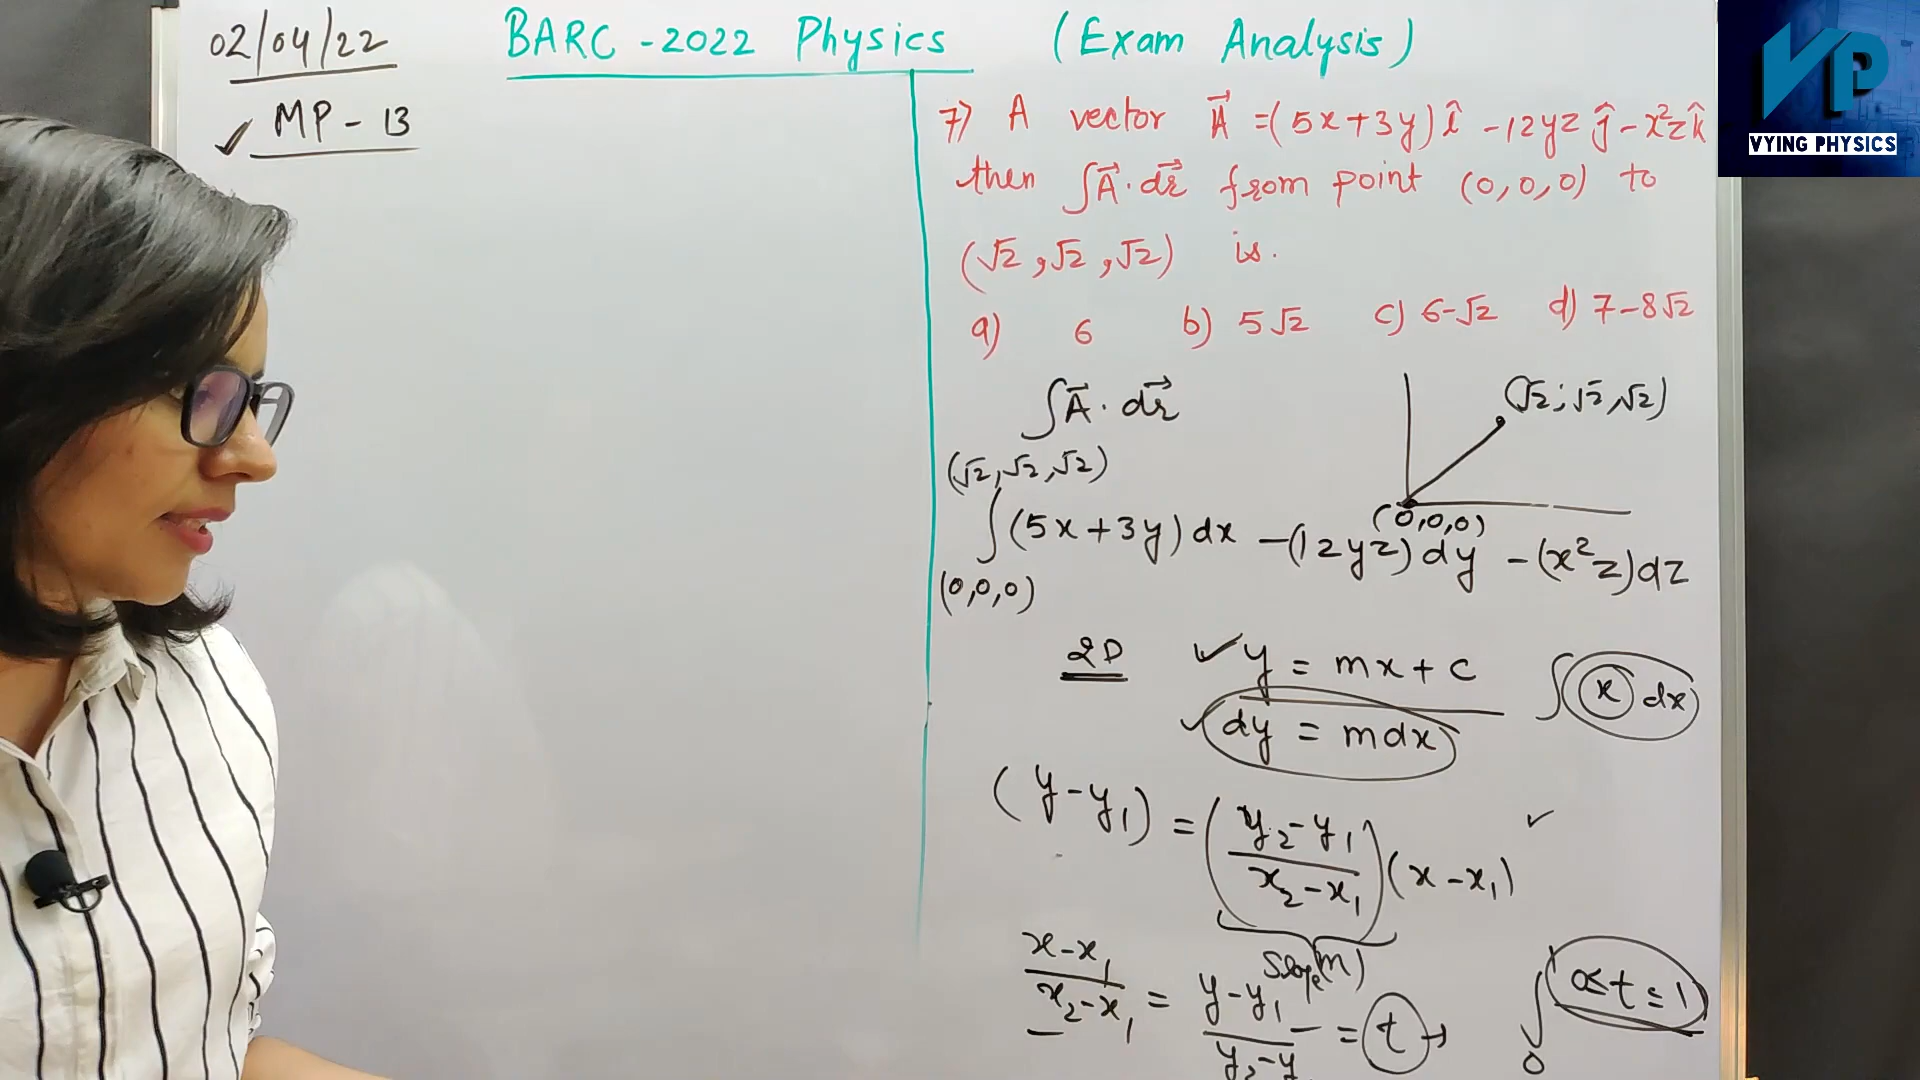 02/04/22
BARC - 2022 Physics (Exam Analysis)
✓ MP - 13
VP
VYING PHYSICS
7) A vector A⃗ = (5x+3y) î - 12yz ĵ - x²z k̂
then ∫A⃗ · dr⃗ from point (0,0,0) to
(√2, √2, √2) is.
a) 6 b) 5√2 c) 6-√2 d) 7-8√2
∫A⃗ · dr⃗
(√2, √2, √2)
(√2, √2, √2)
∫(5x+3y) dx - (12yz) dy - (x²z) dz
(0,0,0)
(0,0,0)
2D ✓ y = mx + c ∫ x dx
✓ dy = mdx
(y-y₁) = (y₂-y₁ / x₂-x₁) (x-x₁) ✓
slope(m)
x-x₁ / x₂-x₁ = y-y₁ / y₂-y = t → ∫ 0≤t≤1
0